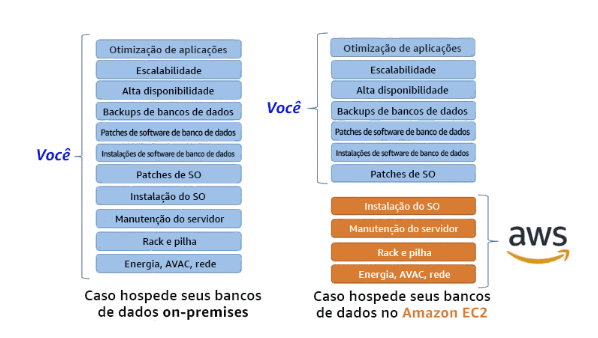 Você
Otimização de aplicações
Escalabilidade
Alta disponibilidade
Backups de bancos de dados
Patches de software de banco de dados
Instalações de software de banco de dados
Patches de SO
Instalação do SO
Manutenção do servidor
Rack e pilha
Energia, AVAC, rede
Caso hospede seus bancos
de dados on-premises
Você
Otimização de aplicações
Escalabilidade
Alta disponibilidade
Backups de bancos de dados
Patches de software de banco de dados
Instalações de software de banco de dados
Patches de SO
Instalação do SO
Manutenção do servidor
Rack e pilha
Energia, AVAC, rede
aws
Caso hospede seus bancos
de dados no Amazon EC2